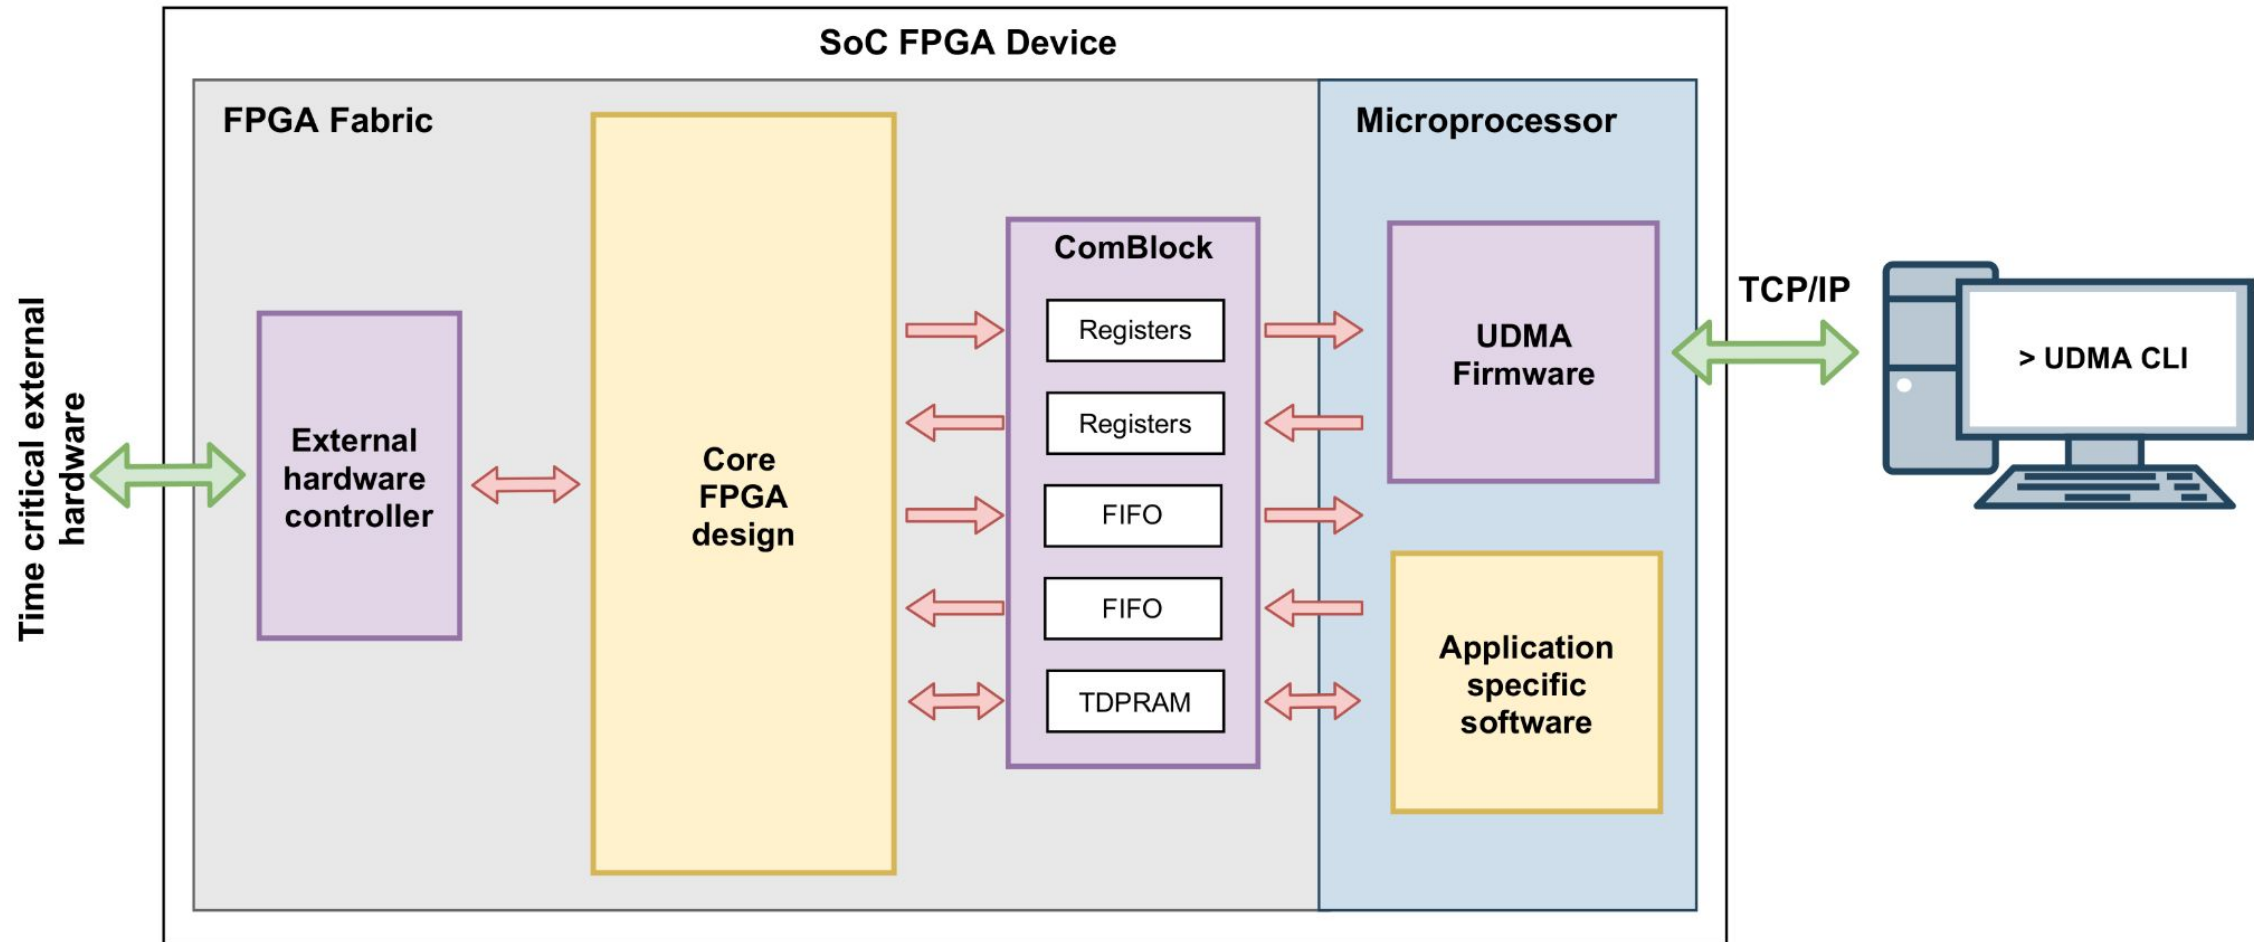 SoC FPGA Device
FPGA Fabric
Microprocessor
Time critical external
hardware
External
hardware
controller
Core
FPGA
design
ComBlock
Registers
Registers
FIFO
FIFO
TDPRAM
UDMA
Firmware
Application
specific
software
TCP/IP
> UDMA CLI